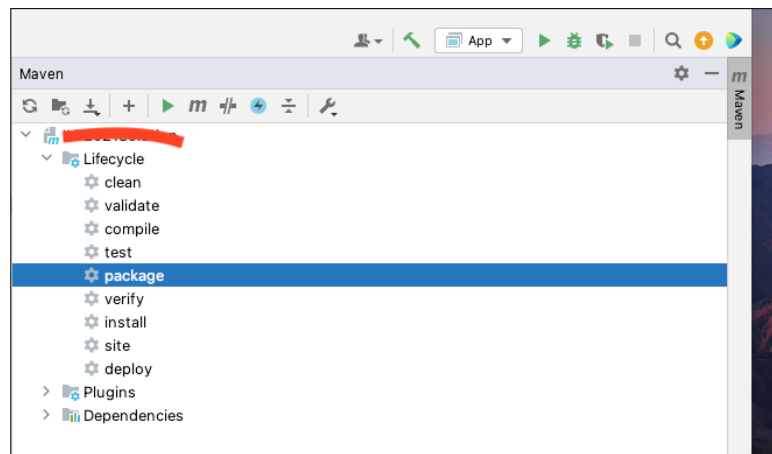 App
Maven
m
Maven
m
Lifecycle
clean
validate
compile
test
package
verify
install
site
deploy
Plugins
Dependencies